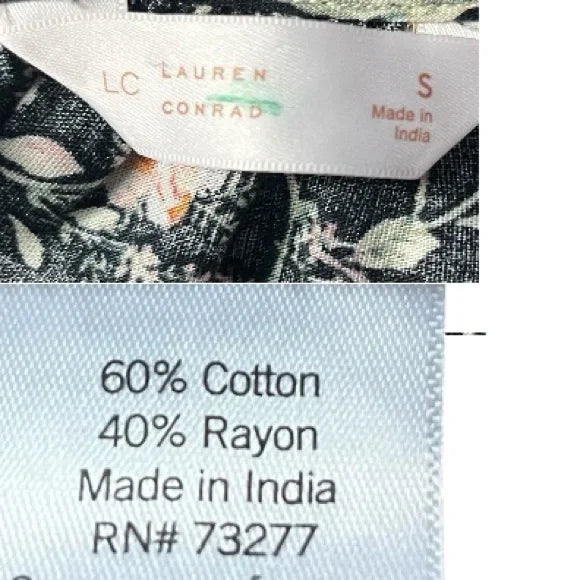 LC LAUREN CONRAD
S
Made in
India
60% Cotton
40% Rayon
Made in India
RN# 73277